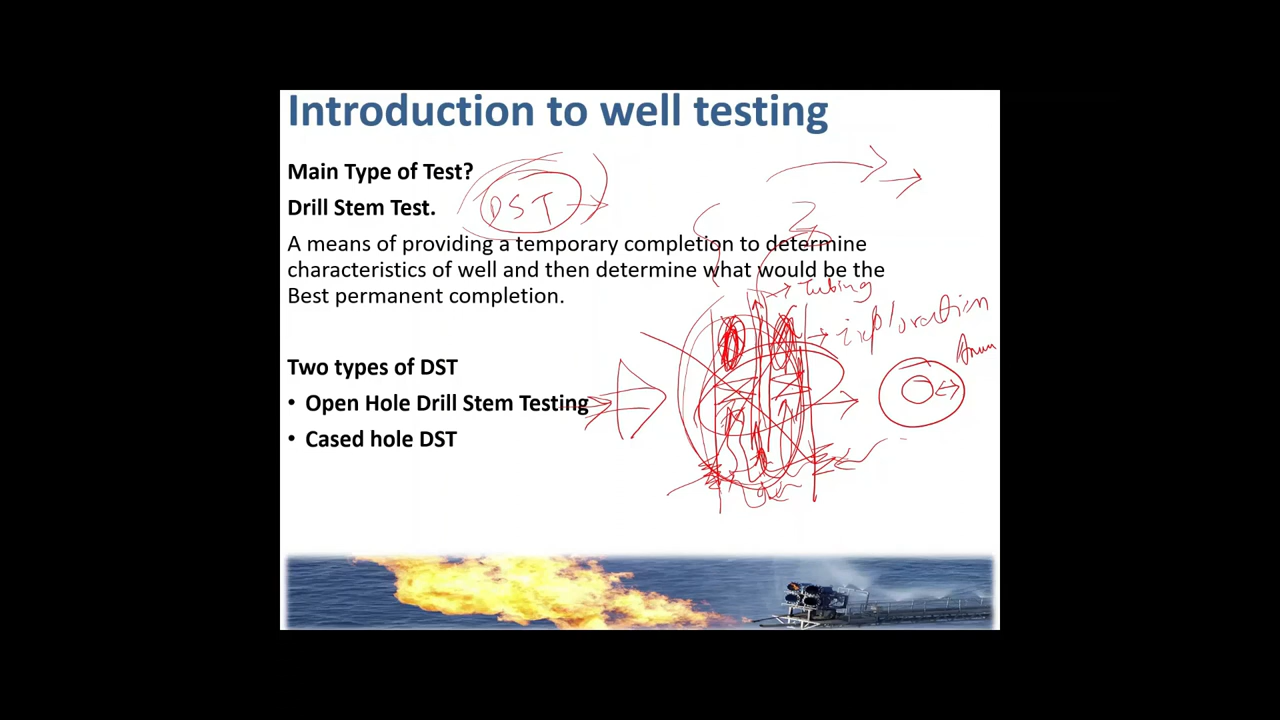 Introduction to well testing
Main Type of Test?
Drill Stem Test.
DST
A means of providing a temporary completion to determine
characteristics of well and then determine what would be the
Best permanent completion.
Tubing
Two types of DST
• Open Hole Drill Stem Testing
• Cased hole DST